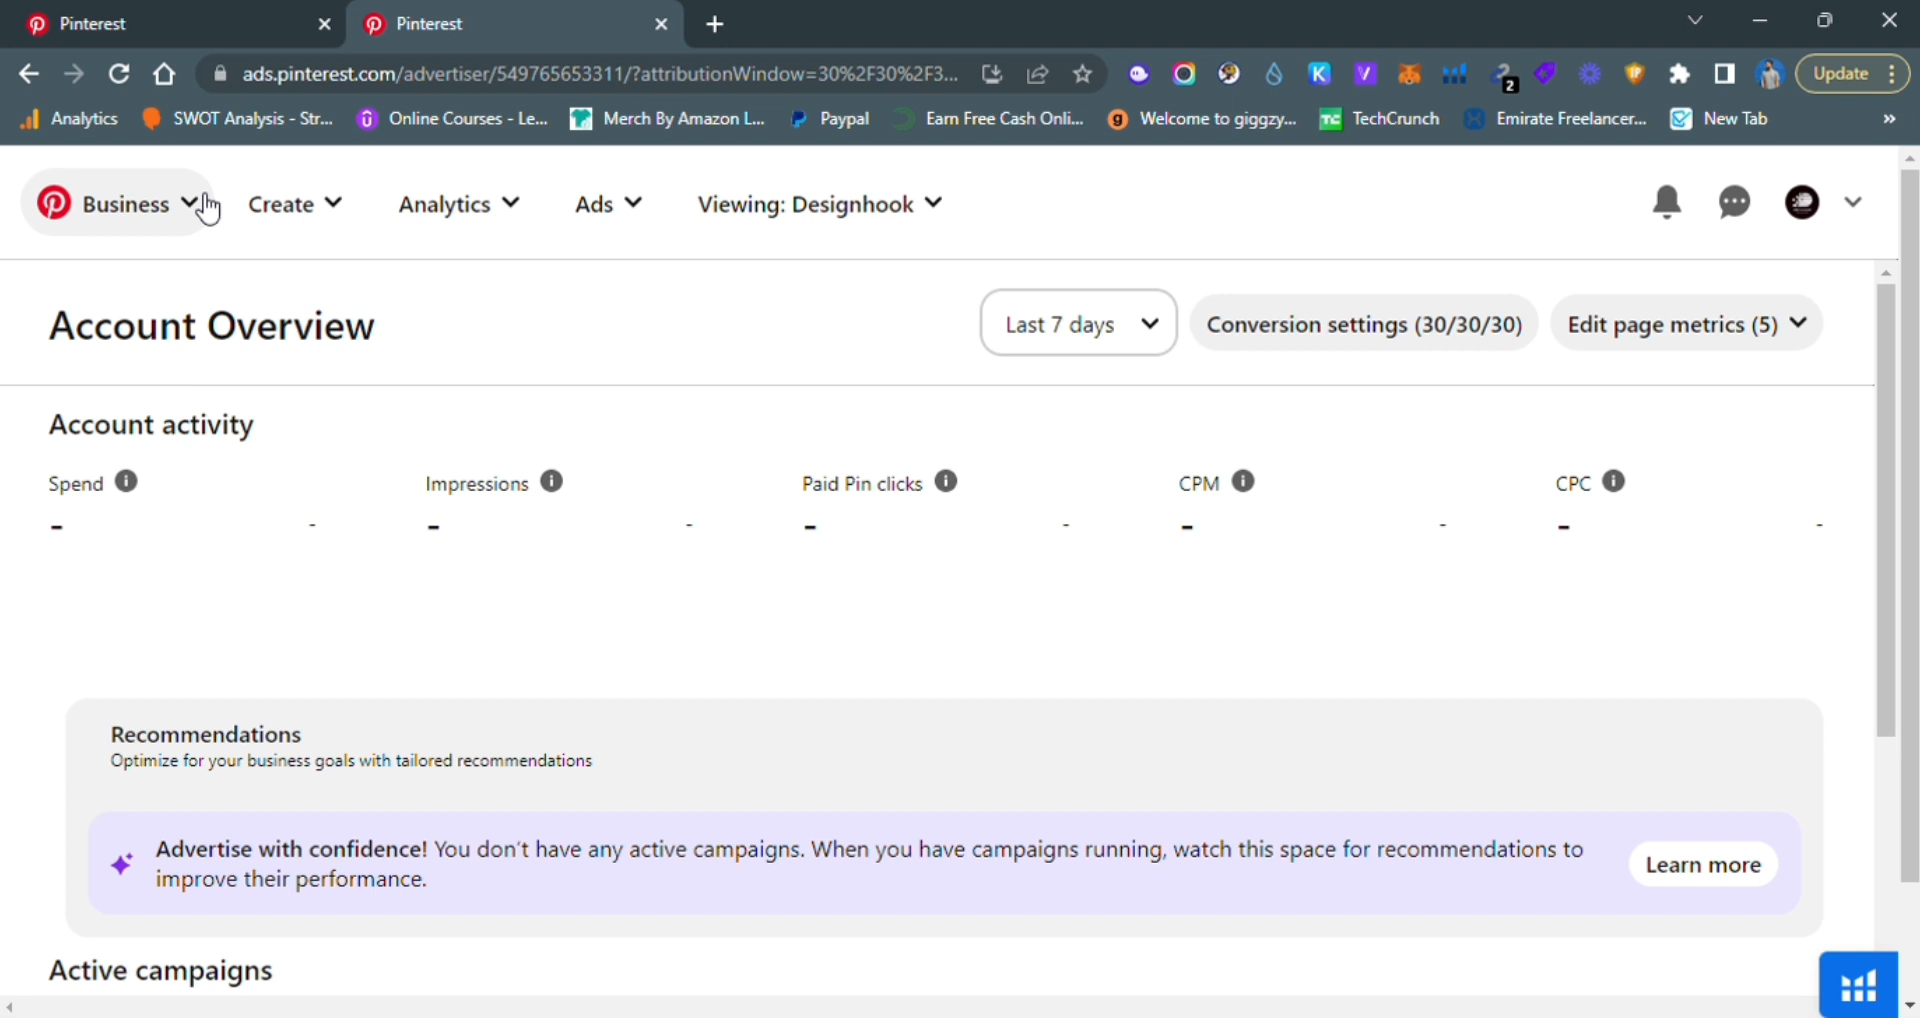 Pinterest
Pinterest
ads.pinterest.com/advertiser/549765653311/?attributionWindow=30%2F30%2F3...
2
Update
Analytics
SWOT Analysis - Str...
Online Courses - Le...
Merch By Amazon L...
Paypal
Earn Free Cash Onli...
Welcome to giggzy...
TechCrunch
Emirate Freelancer...
New Tab
Business
Create
Analytics
Ads
Viewing: Designhook
Account Overview
Last 7 days
Conversion settings (30/30/30)
Edit page metrics (5)
Account activity
Spend
Impressions
Paid Pin clicks
CPM
CPC
- - - - - - - - - -
Recommendations
Optimize for your business goals with tailored recommendations
Advertise with confidence! You don't have any active campaigns. When you have campaigns running, watch this space for recommendations to
improve their performance.
Learn more
Active campaigns